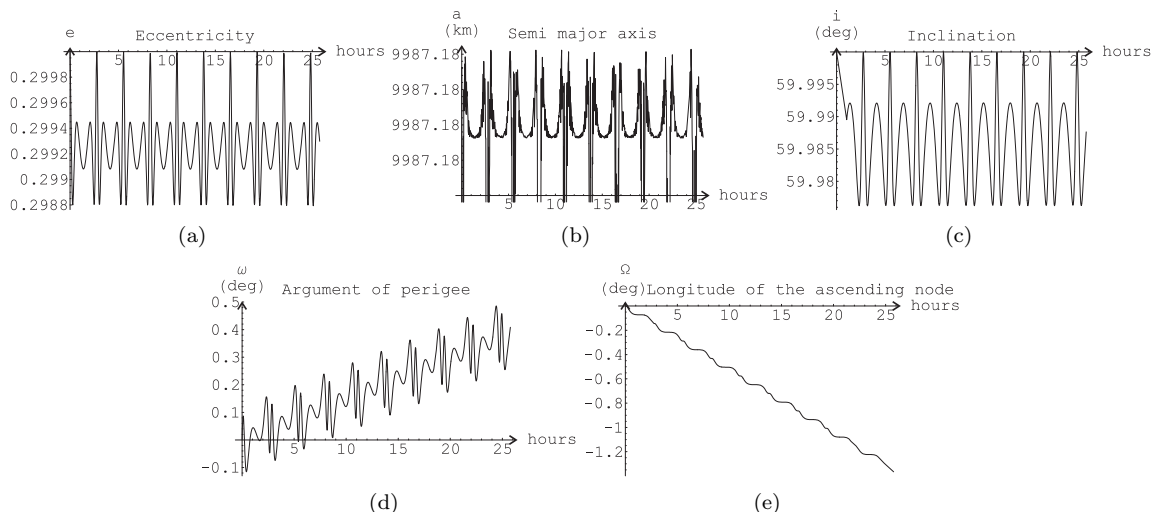 e
Eccentricity
hours
5 10 15 20 25
0.2998
0.2996
0.2994
0.2992
0.299
0.2988
(a)
a
(km)
Semi major axis
9987.18
9987.18
9987.18
9987.18
9987.18
hours
5 10 15 20 25
(b)
i
(deg)
Inclination
hours
5 10 15 20 25
59.995
59.99
59.985
59.98
(c)
ω
(deg)
Argument of perigee
0.5
0.4
0.3
0.2
0.1
-0.1
hours
5 10 15 20 25
(d)
Ω
(deg)
Longitude of the ascending node
hours
5 10 15 20 25
-0.2
-0.4
-0.6
-0.8
-1
-1.2
(e)